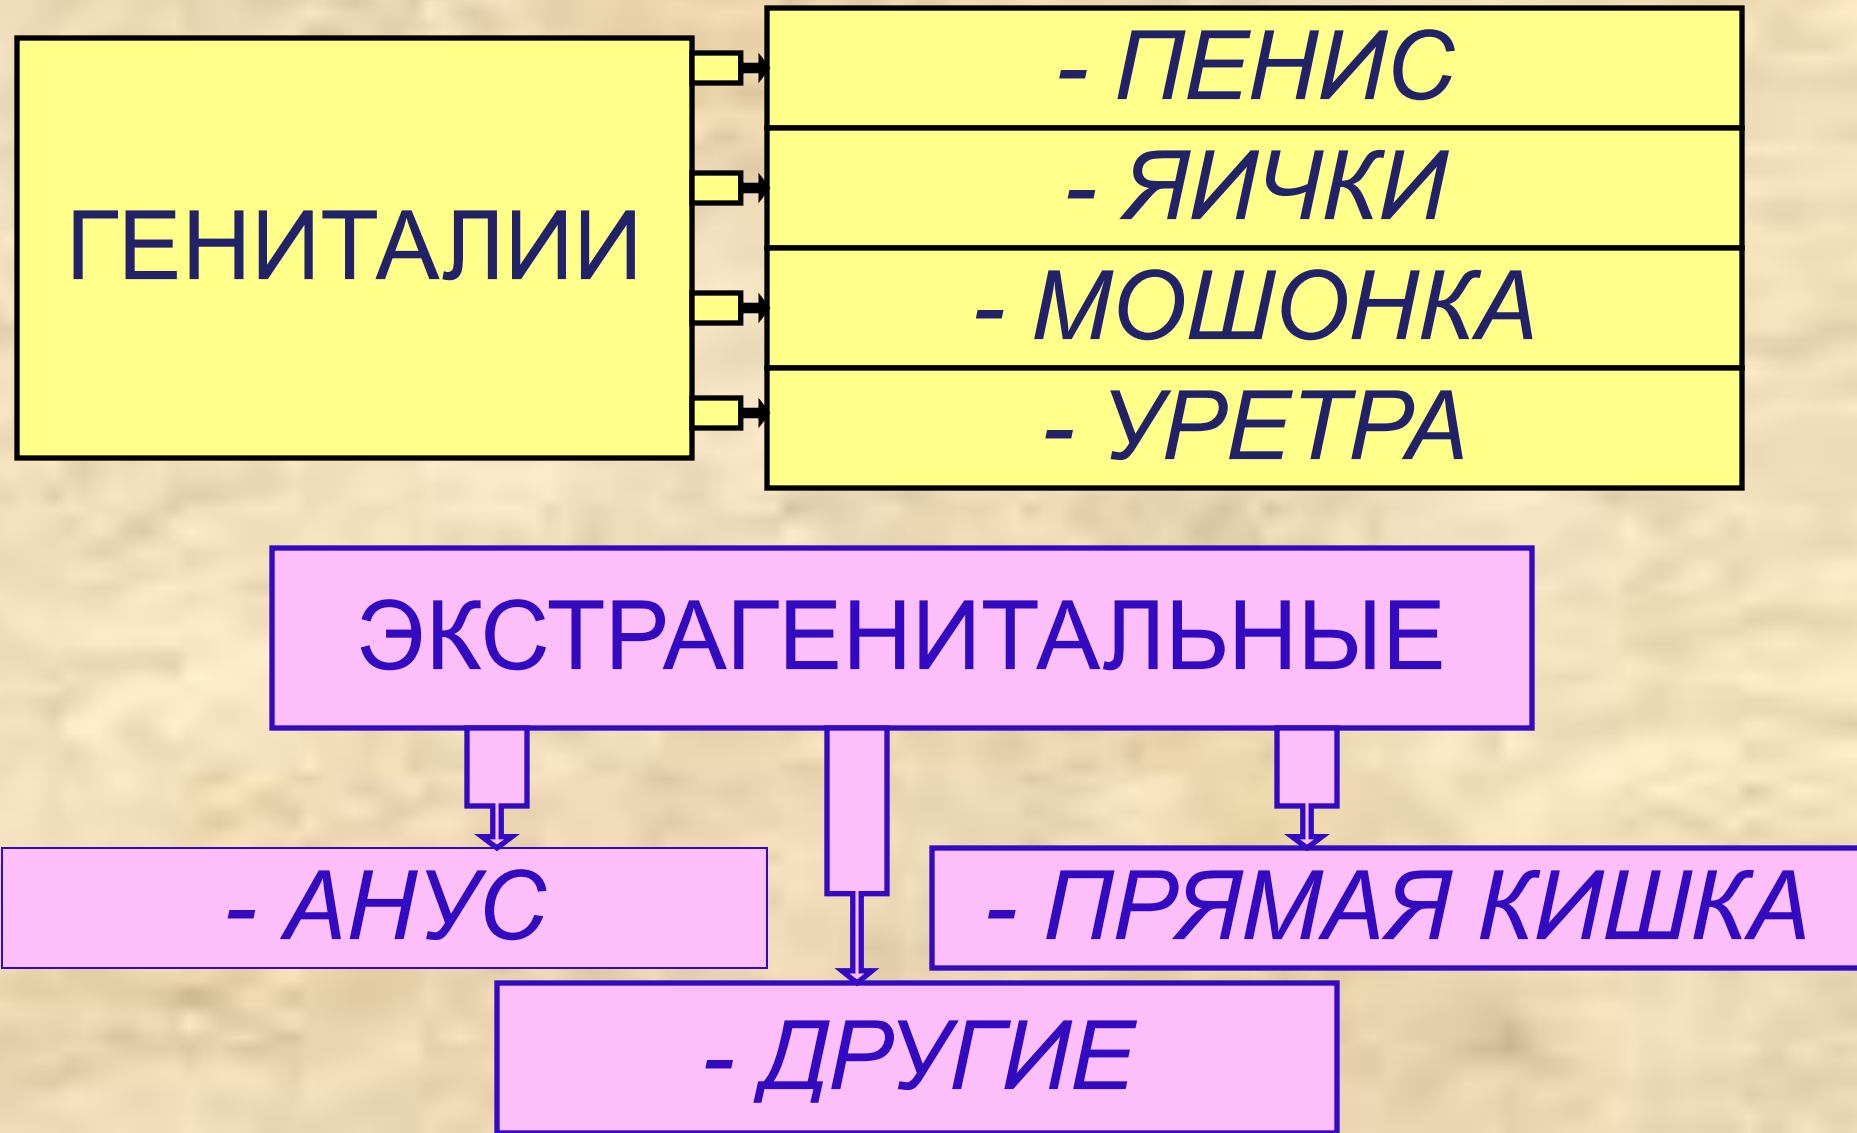 ГЕНИТАЛИИ
- ПЕНИС
- ЯИЧКИ
- МОШОНКА
- УРЕТРА
ЭКСТРАГЕНИТАЛЬНЫЕ
- АНУС
- ПРЯМАЯ КИШКА
- ДРУГИЕ